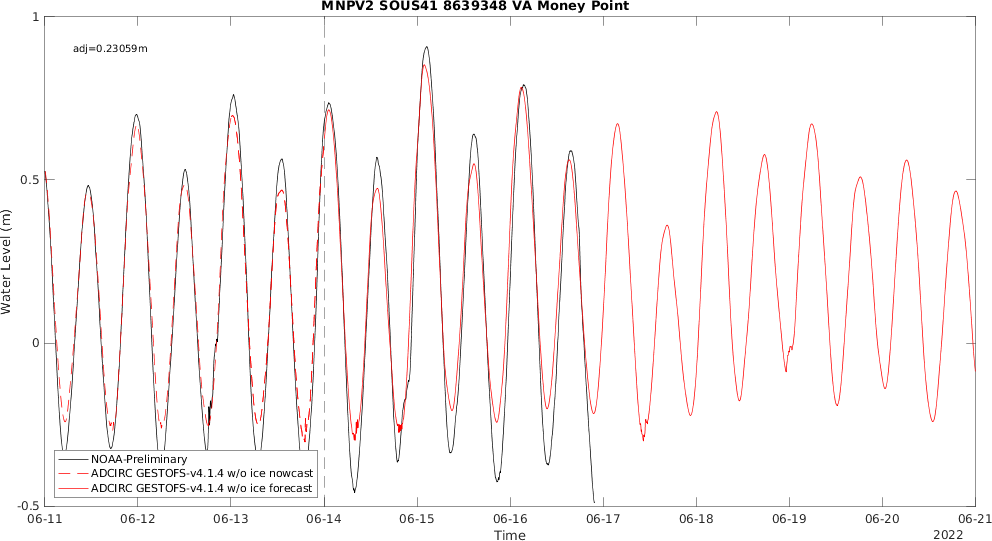 MNPV2 SOUS41 8639348 VA Money Point
adj=0.23059m
Water Level (m)
1
0.5
0
-0.5
NOAA-Preliminary
ADCIRC GESTOFS-v4.1.4 w/o ice nowcast
ADCIRC GESTOFS-v4.1.4 w/o ice forecast
06-11 06-12 06-13 06-14 06-15 06-16 06-17 06-18 06-19 06-20 06-21
Time
2022